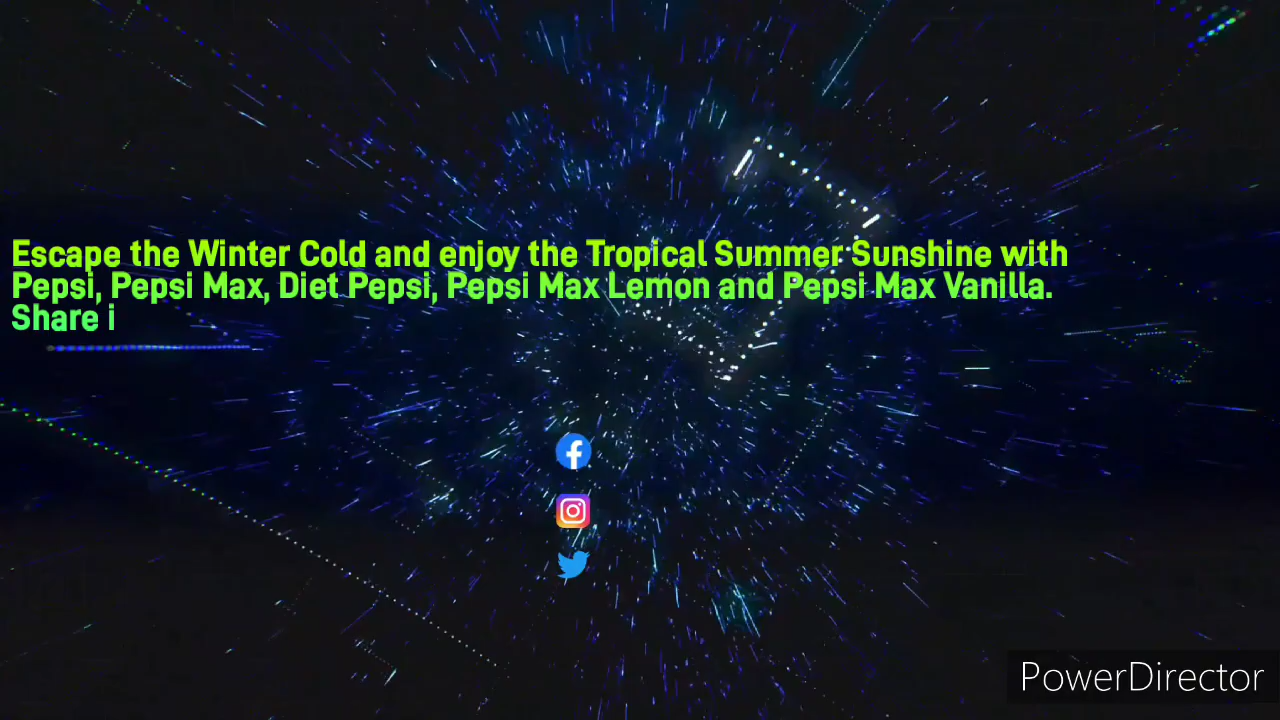 Escape the Winter Cold and enjoy the Tropical Summer Sunshine with
Pepsi, Pepsi Max, Diet Pepsi, Pepsi Max Lemon and Pepsi Max Vanilla.
Share i
PowerDirector